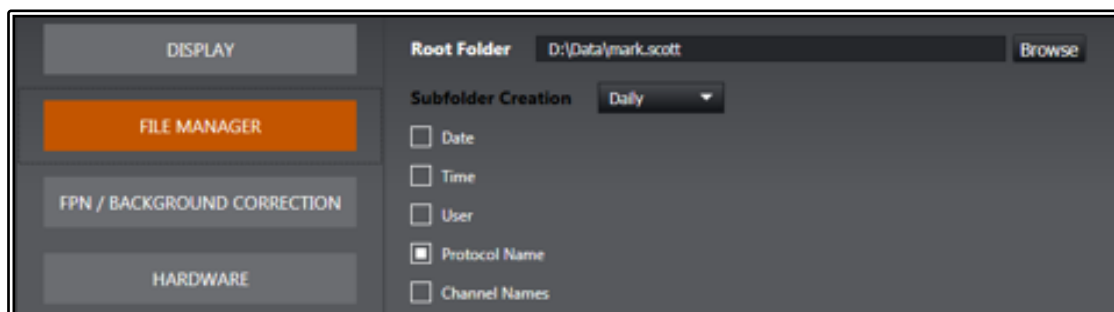 DISPLAY
FILE MANAGER
FPN / BACKGROUND CORRECTION
HARDWARE
Root Folder D:\Data\mark.scott Browse
Subfolder Creation Daily
Date
Time
User
Protocol Name
Channel Names